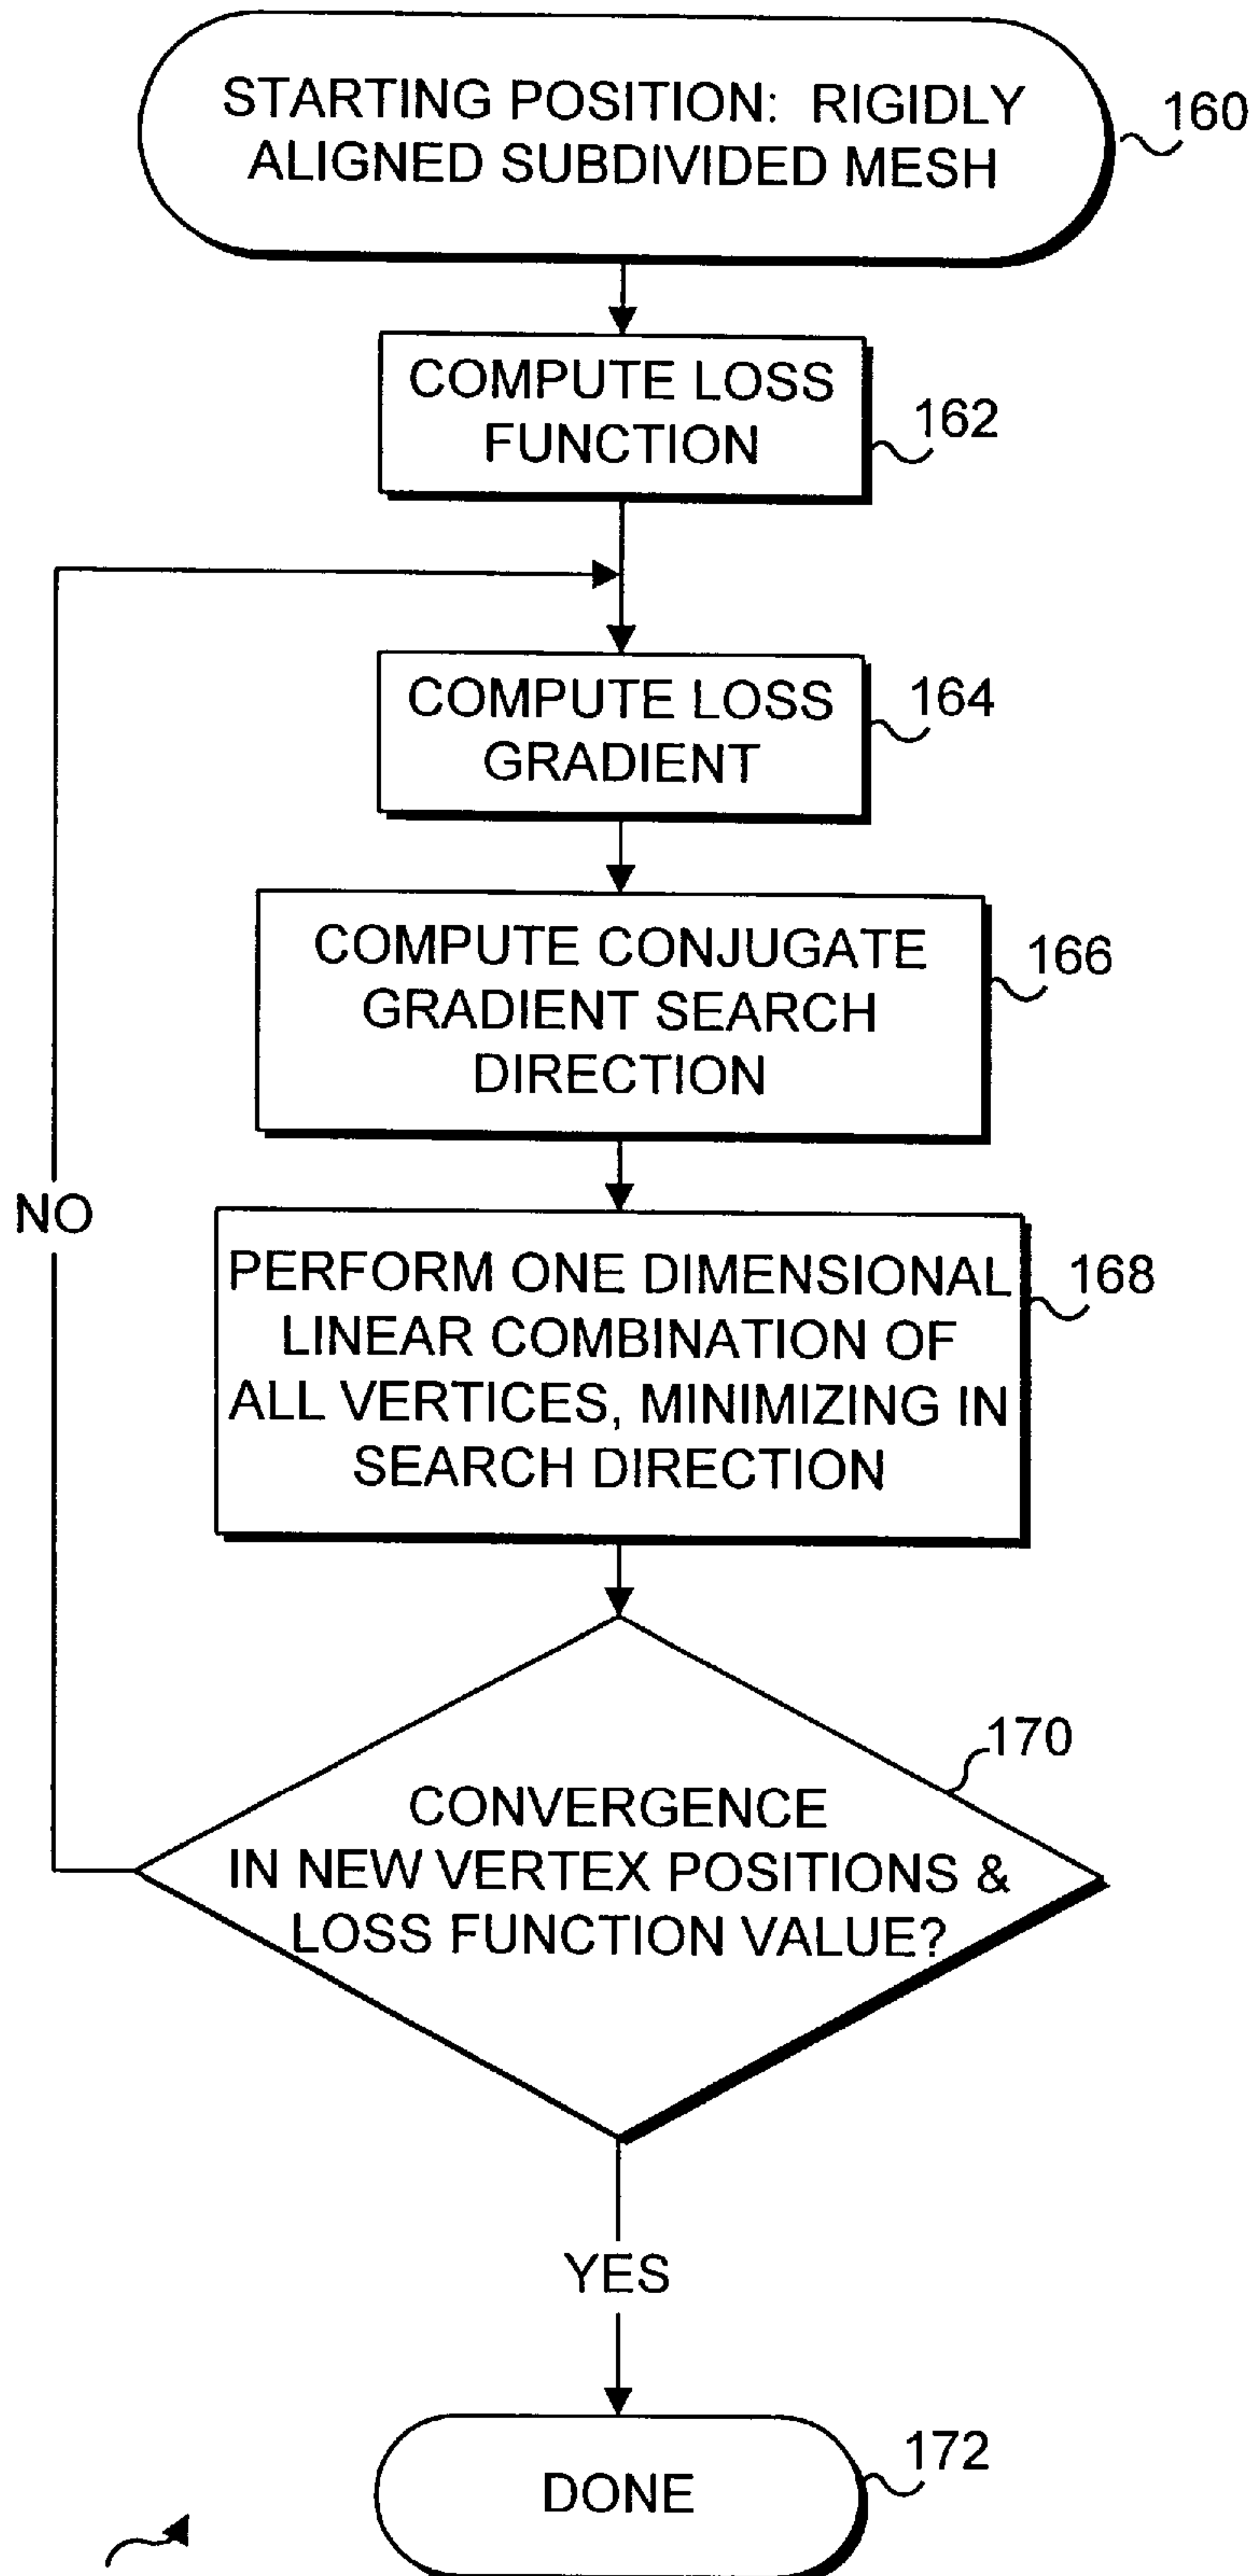 STARTING POSITION: RIGIDLY
ALIGNED SUBDIVIDED MESH
160
COMPUTE LOSS
FUNCTION
162
COMPUTE LOSS
GRADIENT
164
COMPUTE CONJUGATE
GRADIENT SEARCH
DIRECTION
166
NO
PERFORM ONE DIMENSIONAL
LINEAR COMBINATION OF
ALL VERTICES, MINIMIZING IN
SEARCH DIRECTION
168
170
CONVERGENCE
IN NEW VERTEX POSITIONS &
LOSS FUNCTION VALUE?
YES
DONE
172